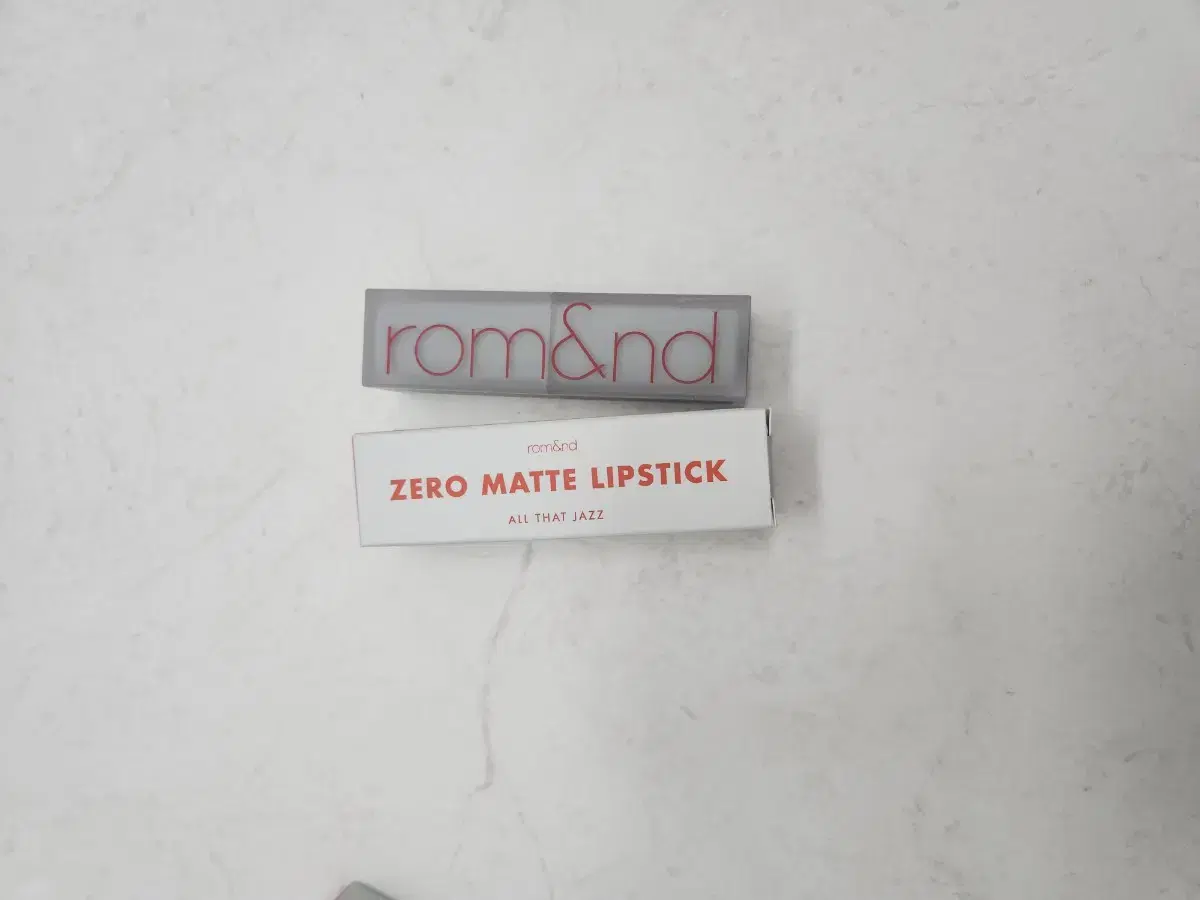 rom&nd
rom&nd
ZERO MATTE LIPSTICK
ALL THAT JAZZ